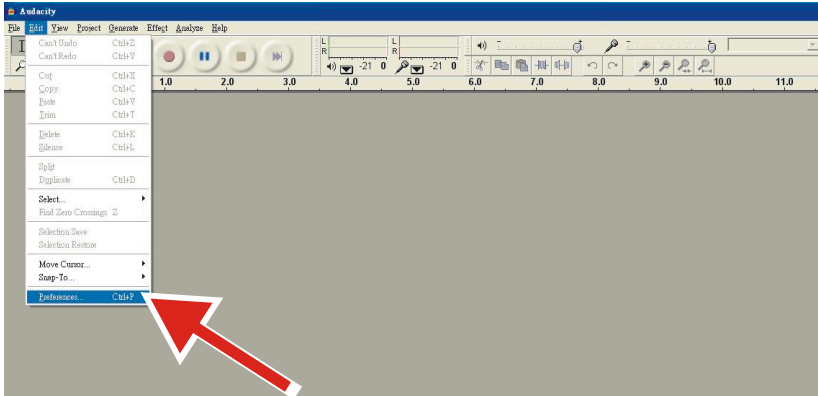 Audacity
File Edit View Project Generate Effect Analyze Help
Can't Undo Ctrl+Z
Can't Redo Ctrl+Y
Cut Ctrl+X
Copy Ctrl+C
Paste Ctrl+V
Trim Ctrl+T
Delete Ctrl+K
Silence Ctrl+L
Split
Duplicate Ctrl+D
Select...
Find Zero Crossings Z
Selection Save
Selection Restore
Move Cursor...
Snap-To...
Preferences... Ctrl+P
L L
R R
-21 0 -21 0
- + - +
1.0 2.0 3.0 4.0 5.0 6.0 7.0 8.0 9.0 10.0 11.0